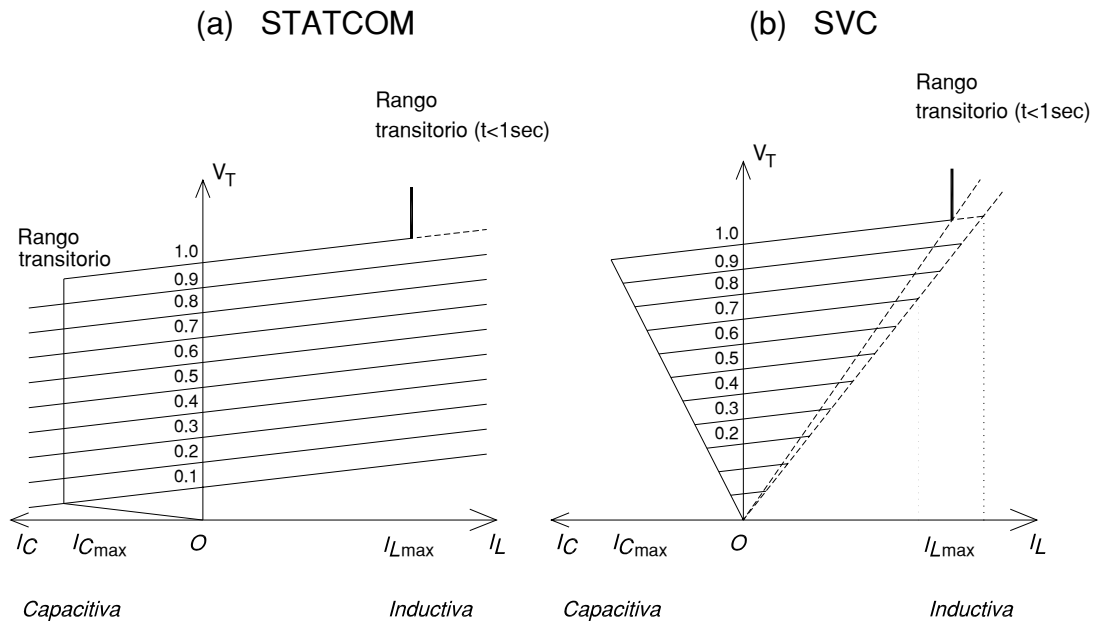 (a) STATCOM
Rango
transitorio (t<1sec)
V_T
Rango
transitorio
1.0
0.9
0.8
0.7
0.6
0.5
0.4
0.3
0.2
0.1
I_C
I_Cmax
O
I_Lmax
I_L
Capacitiva
Inductiva
(b) SVC
Rango
transitorio (t<1sec)
V_T
1.0
0.9
0.8
0.7
0.6
0.5
0.4
0.3
0.2
I_C
I_Cmax
O
I_Lmax
I_L
Capacitiva
Inductiva